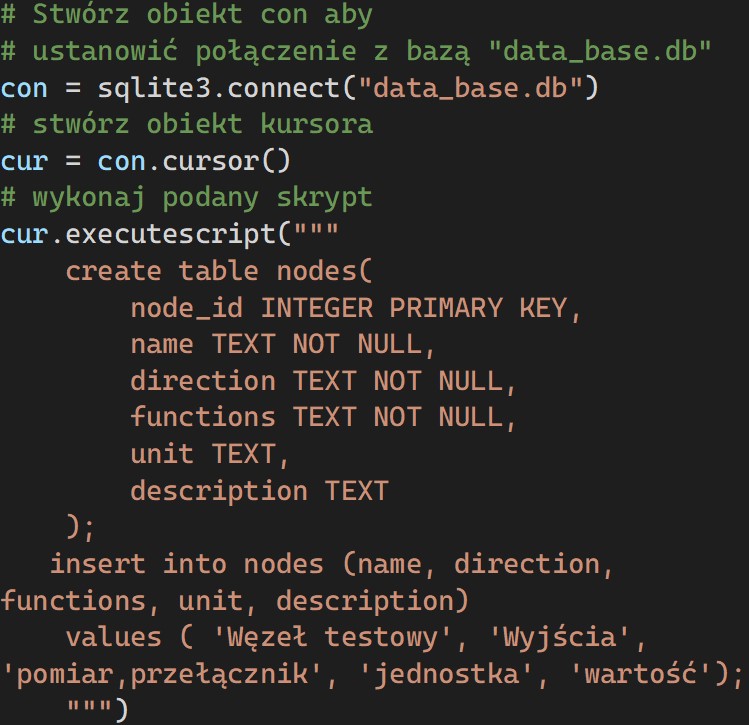 # Stwórz obiekt con aby
# ustanowić połączenie z bazą "data_base.db"
con = sqlite3.connect("data_base.db")
# stwórz obiekt kursora
cur = con.cursor()
# wykonaj podany skrypt
cur.executescript("""
    create table nodes(
        node_id INTEGER PRIMARY KEY,
        name TEXT NOT NULL,
        direction TEXT NOT NULL,
        functions TEXT NOT NULL,
        unit TEXT,
        description TEXT
    );
   insert into nodes (name, direction,
functions, unit, description)
    values ( 'Węzeł testowy', 'Wyjścia',
'pomiar,przełącznik', 'jednostka', 'wartość');
    """)